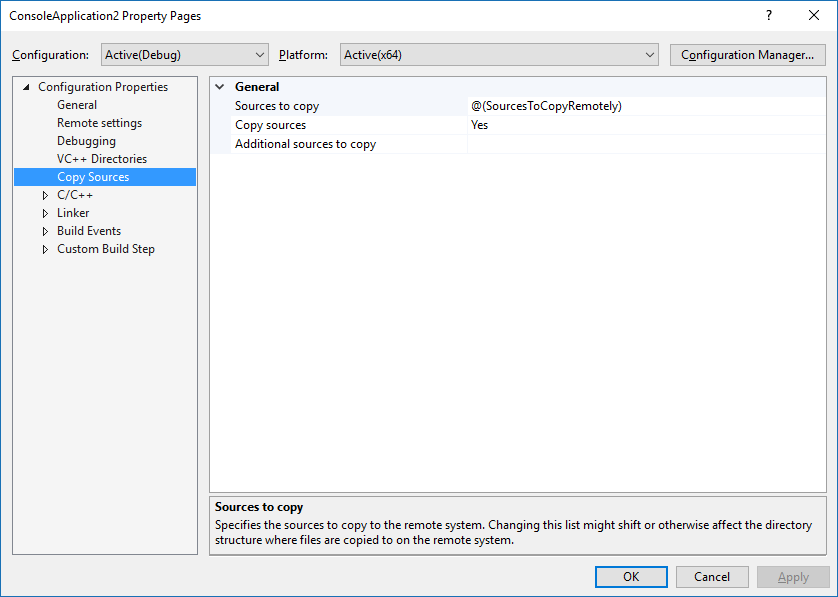 ConsoleApplication2 Property Pages ?
Configuration: Active(Debug) Platform: Active(x64) Configuration Manager...
Configuration Properties
General
Remote settings
Debugging
VC++ Directories
Copy Sources
C/C++
Linker
Build Events
Custom Build Step
General
Sources to copy @(SourcesToCopyRemotely)
Copy sources Yes
Additional sources to copy
Sources to copy
Specifies the sources to copy to the remote system. Changing this list might shift or otherwise affect the directory
structure where files are copied to on the remote system.
OK Cancel Apply